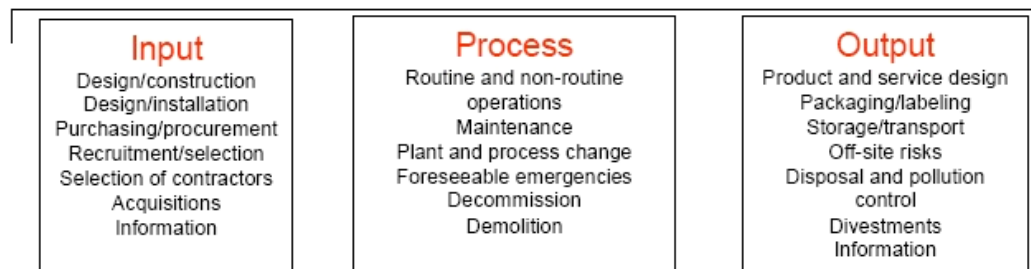 Input
Design/construction
Design/installation
Purchasing/procurement
Recruitment/selection
Selection of contractors
Acquisitions
Information
Process
Routine and non-routine
operations
Maintenance
Plant and process change
Foreseeable emergencies
Decommission
Demolition
Output
Product and service design
Packaging/labeling
Storage/transport
Off-site risks
Disposal and pollution
control
Divestments
Information